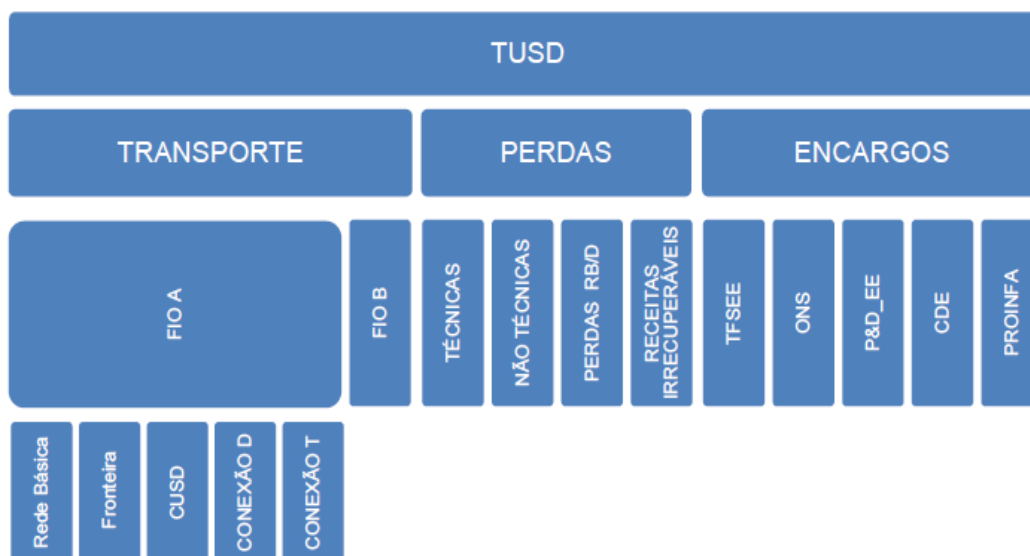 TUSD
TRANSPORTE
PERDAS
ENCARGOS
FIO A
FIO B
TÉCNICAS
NÃO TÉCNICAS
PERDAS RB/D
RECEITAS
IRRECUPERÁVEIS
TFSEE
ONS
P&D_EE
CDE
PROINFA
Rede Básica
Fronteira
CUSD
CONEXÃO D
CONEXÃO T